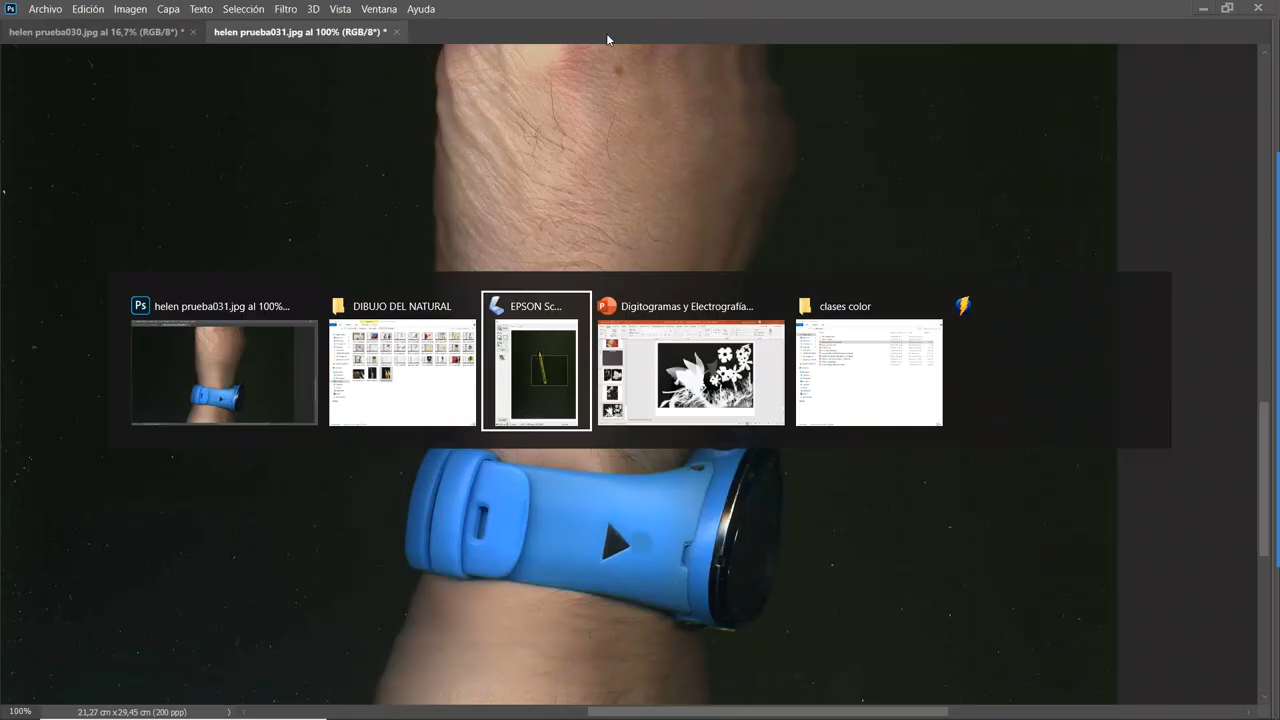 Ps Archivo Edición Imagen Capa Texto Selección Filtro 3D Vista Ventana Ayuda
helen prueba030.jpg al 16,7% (RGB/8*) * × helen prueba031.jpg al 100% (RGB/8*) * ×
Ps helen prueba031.jpg al 100%... DIBUJO DEL NATURAL EPSON Sc... Digitogramas y Electrografía... clases color
100% 21,27 cm x 29,45 cm (200 ppp)